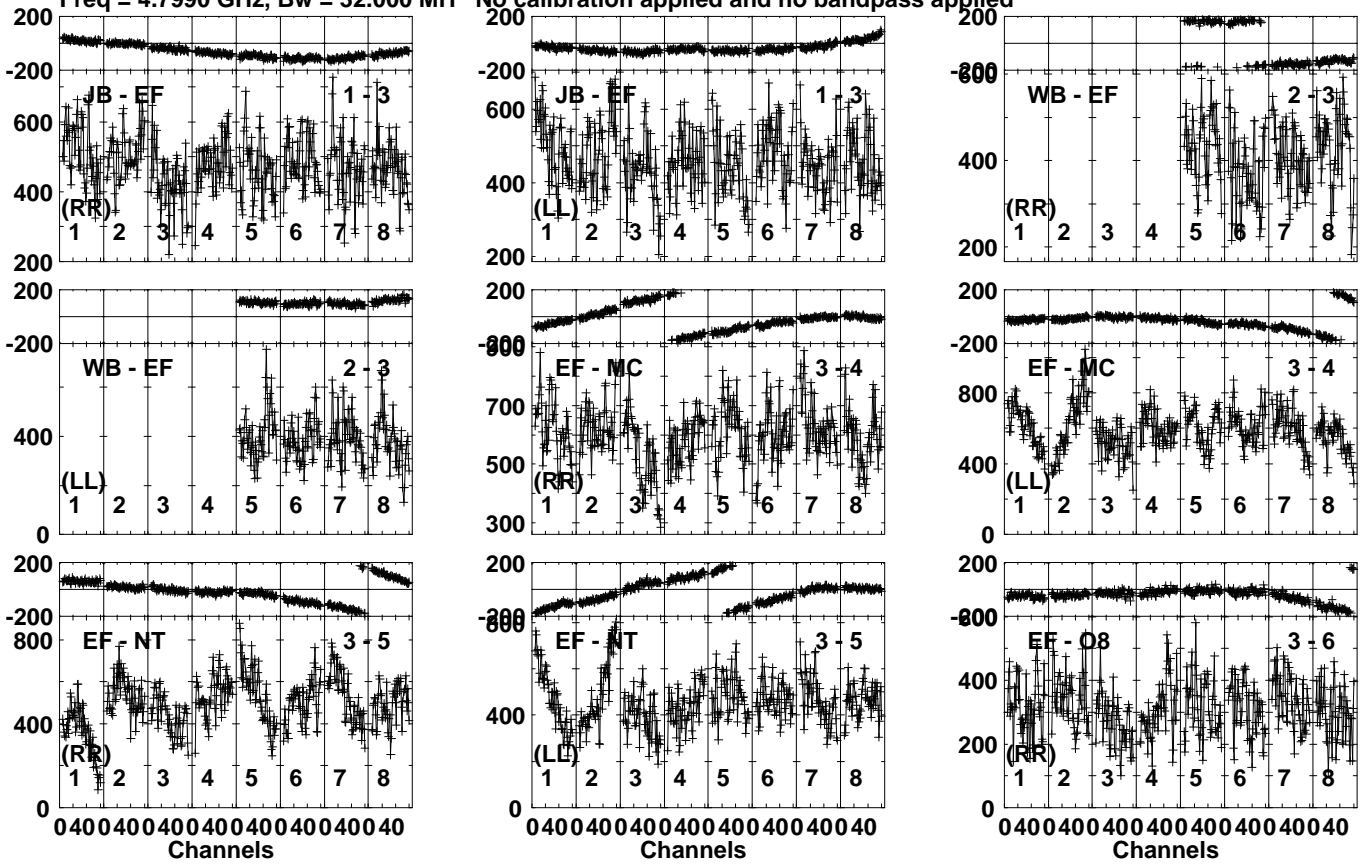 Freq = 4.7990 GHz, Bw = 32.000 MH No calibration applied and no bandpass applied
200 200
-200 -200 -200 600
JB - EF 1 - 3 JB - EF 1 - 3 WB - EF 2 - 3
600 600
400 400 400
(RR) (LL) (RR)
1 2 3 4 5 6 7 8 1 2 3 4 5 6 7 8 1 2 3 4 5 6 7 8
200 200 200
200 200 200
-200 -200 800 -200
WB - EF 2 - 3 EF - MC 3 - 4 EF - MC 3 - 4
700 800
400 600
500 400
(LL) (RR) (LL)
1 2 3 4 5 6 7 8 1 2 3 4 5 6 7 8 1 2 3 4 5 6 7 8
0 300 0
200 200 200
-200 -200 800 -200 600
EF - NT 3 - 5 EF - NT 3 - 5 EF - O8 3 - 6
800
400 400 400
200
(RR) (LL) (RR)
1 2 3 4 5 6 7 8 1 2 3 4 5 6 7 8 1 2 3 4 5 6 7 8
0 0 0
0 40 0 40 0 40 0 40 0 40 0 40 0 40 0 40 0 40 0 40 0 40 0 40 0 40 0 40 0 40 0 40 0 40 0 40 0 40 0 40 0 40 0 40 0 40 0 40
Channels Channels Channels